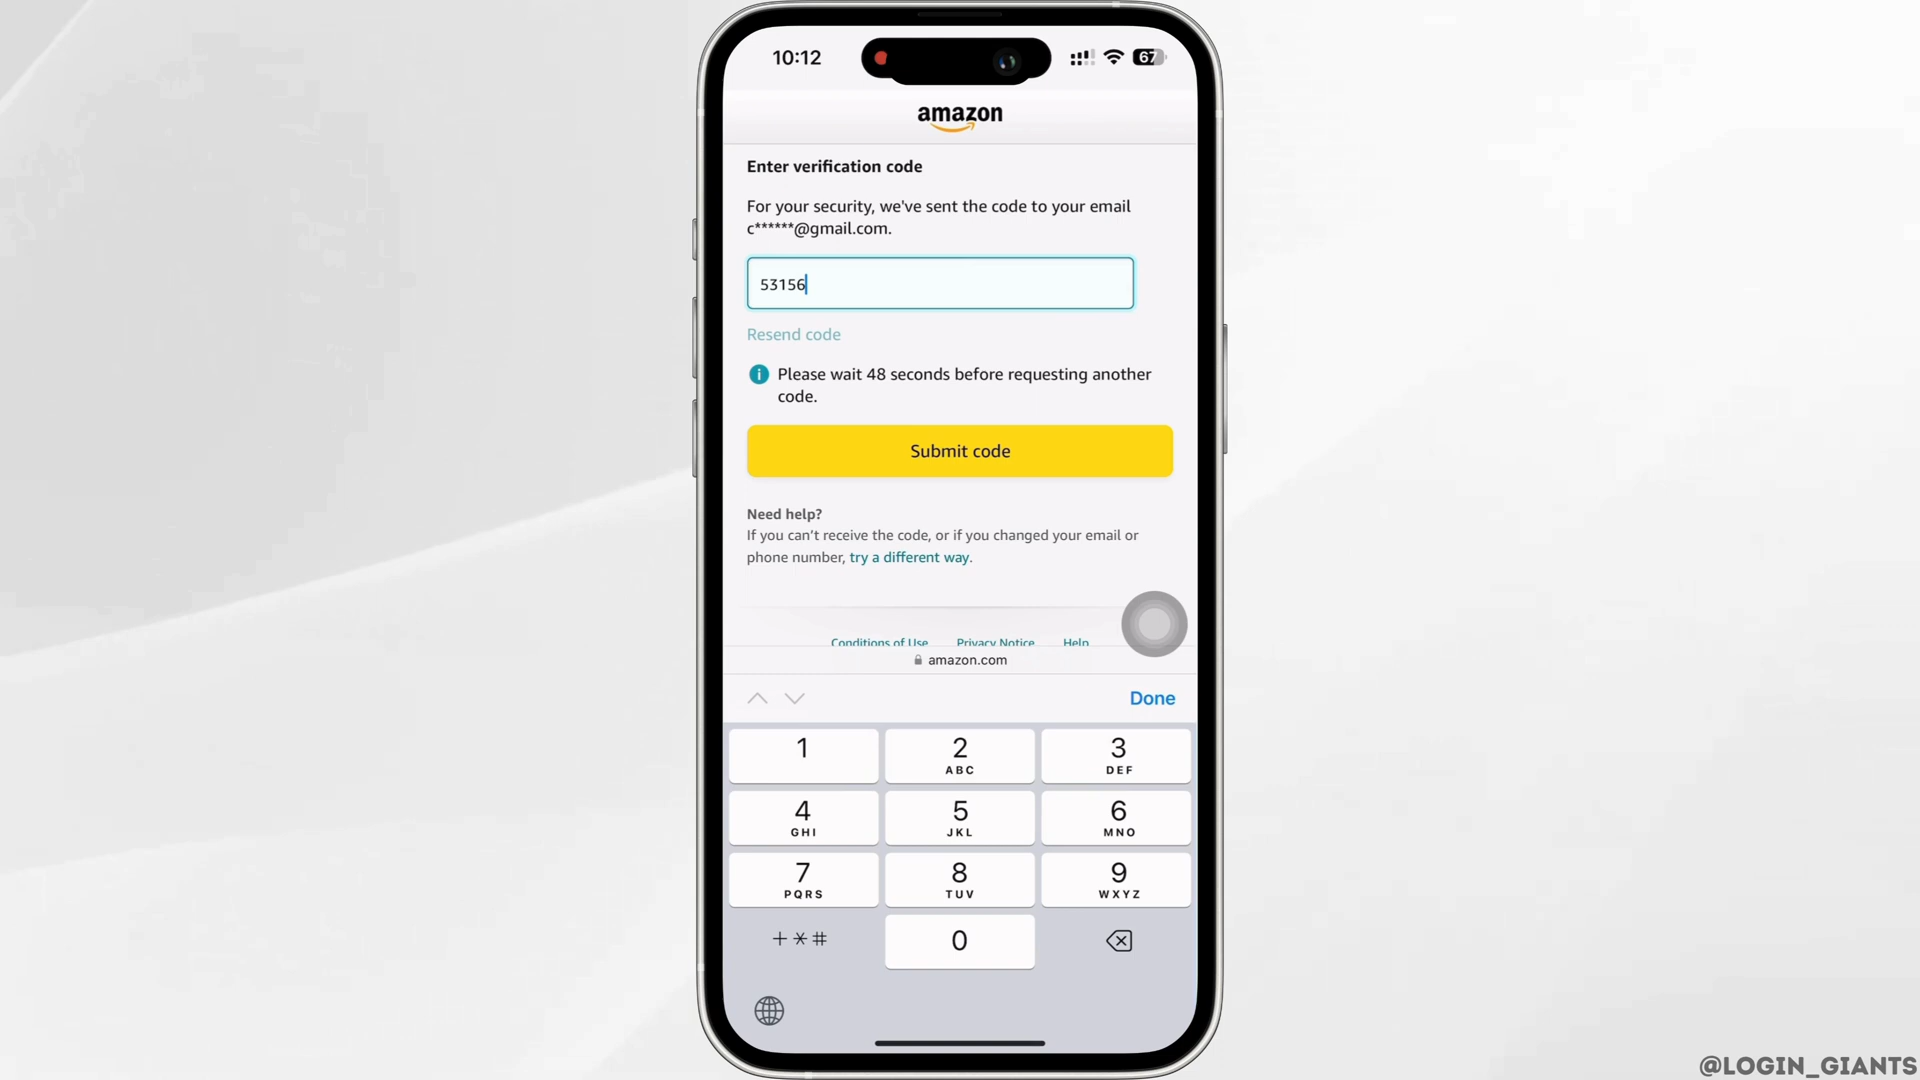 10:12
67
amazon
Enter verification code
For your security, we've sent the code to your email
c******@gmail.com.
53156
Resend code
i Please wait 48 seconds before requesting another
code.
Submit code
Need help?
If you can't receive the code, or if you changed your email or
phone number, try a different way.
Conditions of Use Privacy Notice Help
amazon.com
Done
1 2 3
ABC DEF
4 5 6
GHI JKL MNO
7 8 9
PQRS TUV WXYZ
+*# 0
@LOGIN_GIANTS